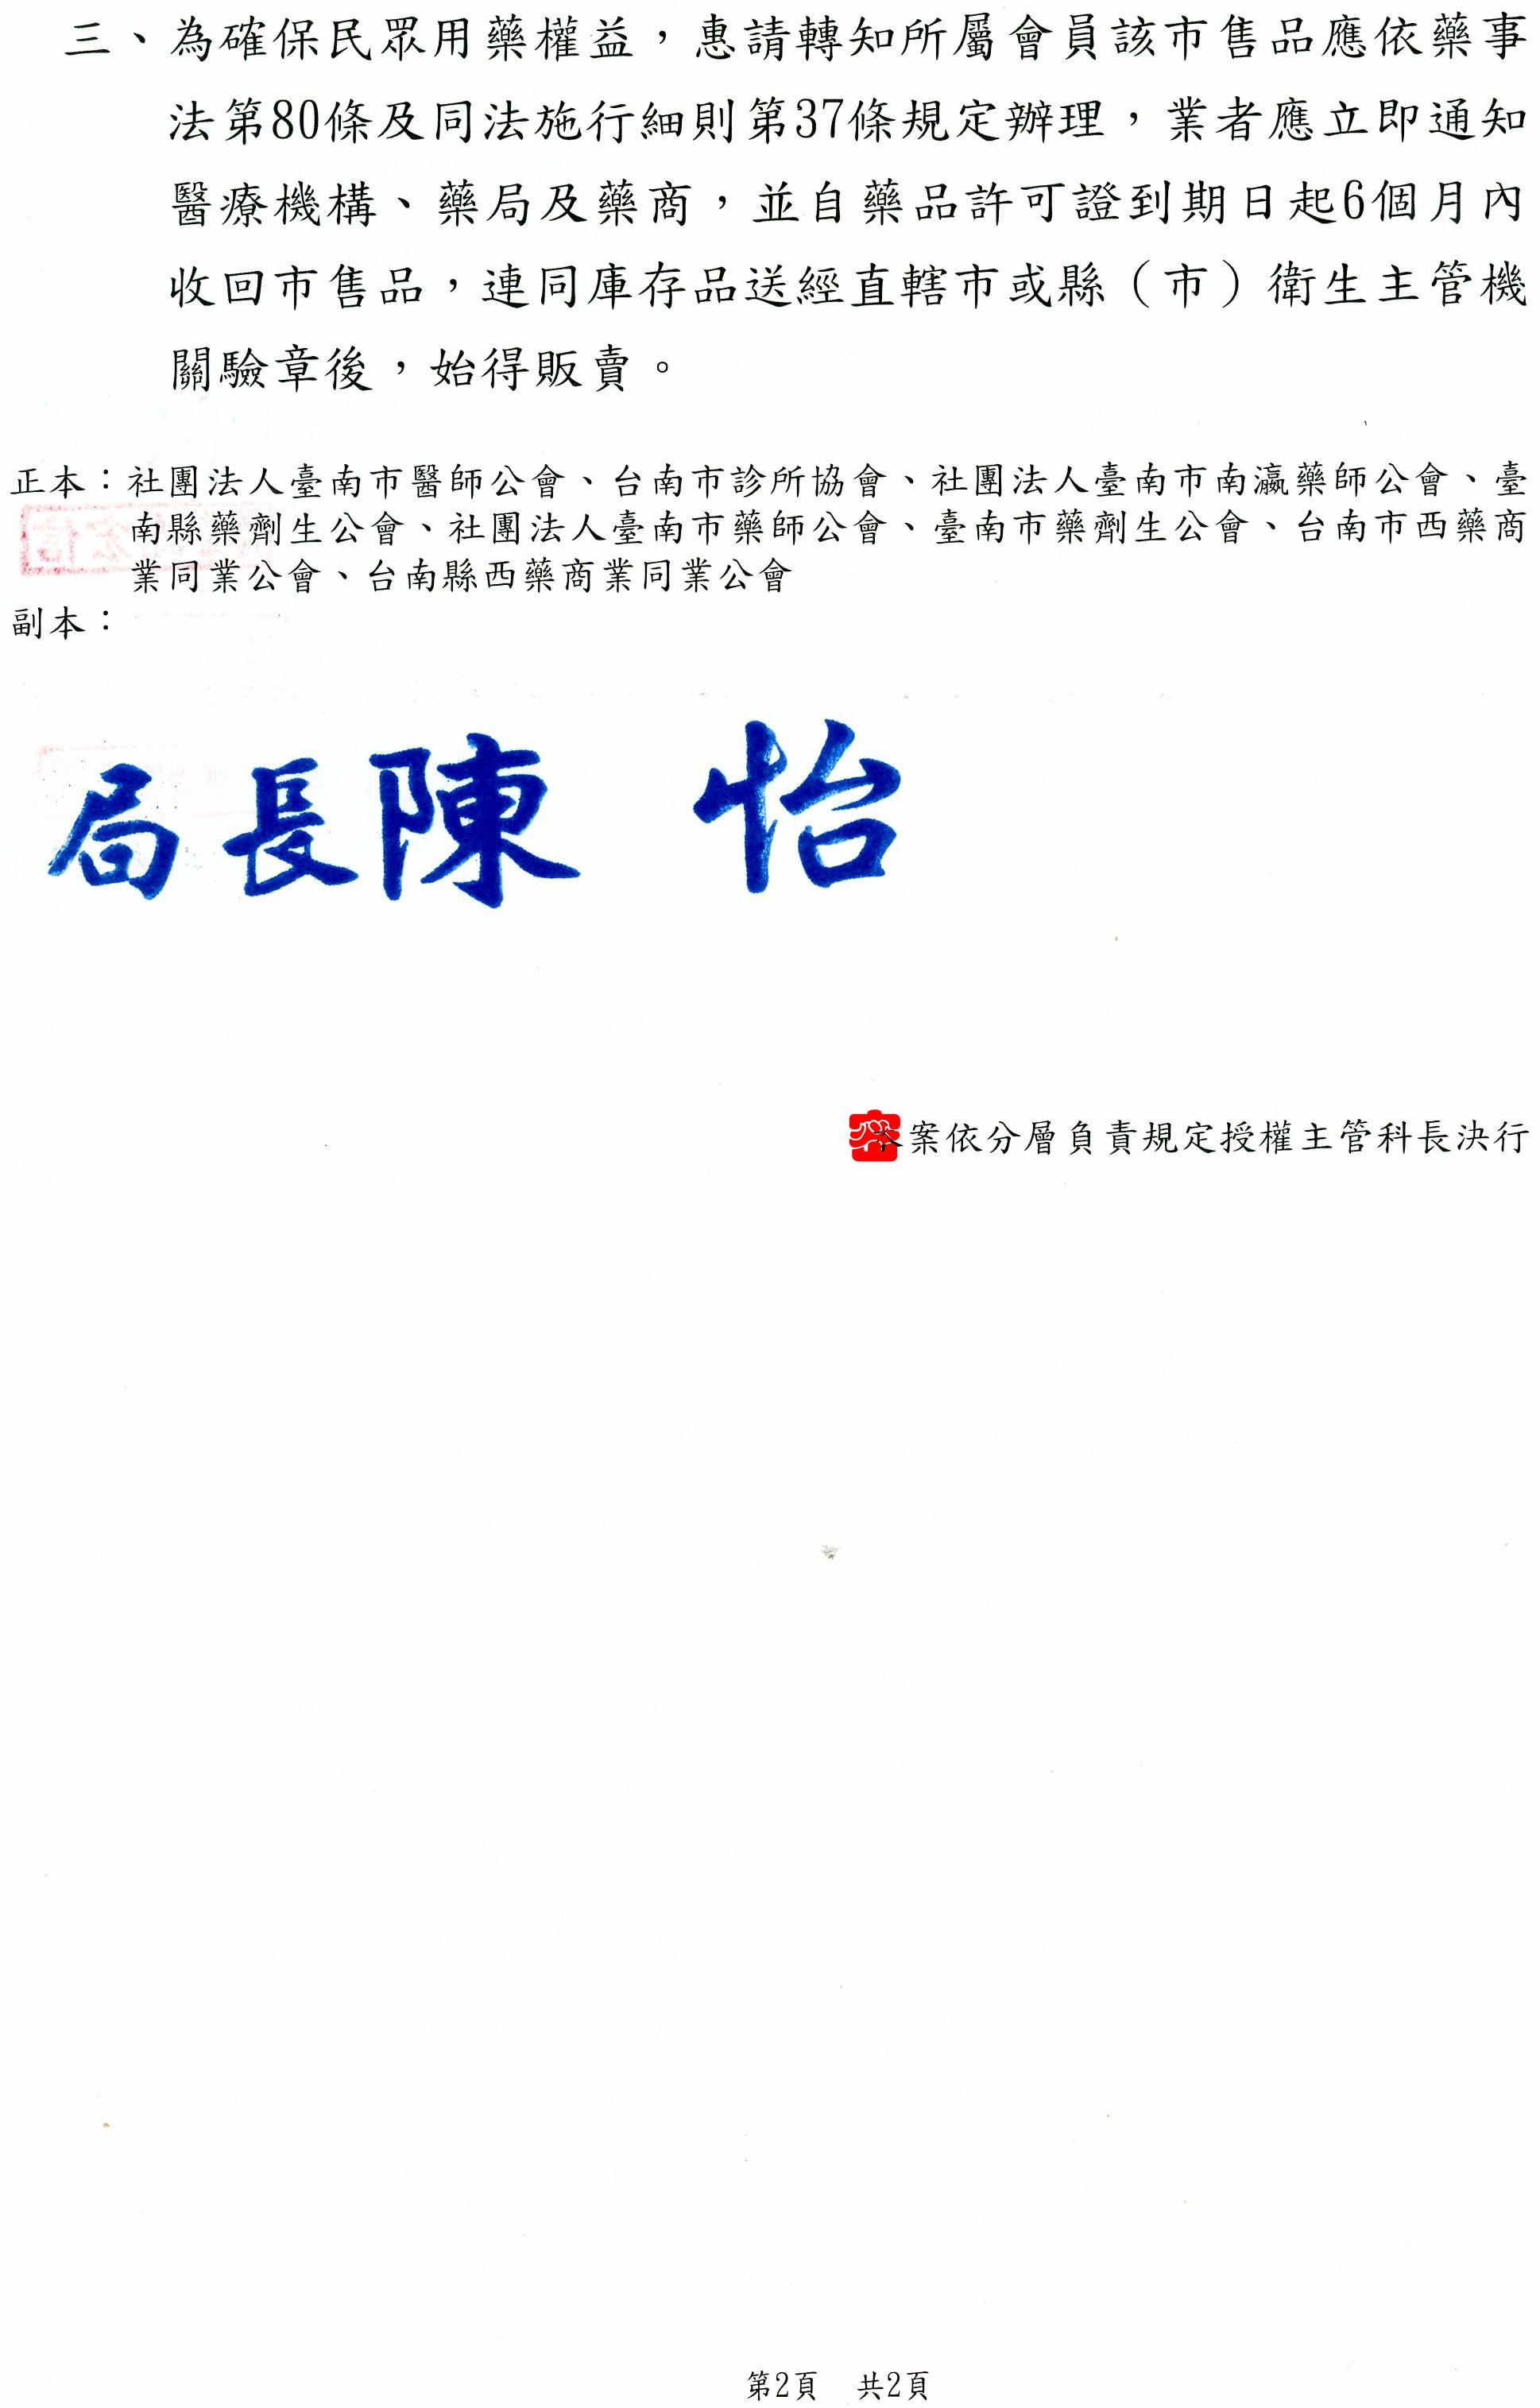 三、為確保民眾用藥權益，惠請轉知所屬會員該市售品應依藥事
法第80條及同法施行細則第37條規定辦理，業者應立即通知
醫療機構、藥局及藥商，並自藥品許可證到期日起6個月內
收回市售品，連同庫存品送經直轄市或縣（市）衛生主管機
關驗章後，始得販賣。
正本：社團法人臺南市醫師公會、台南市診所協會、社團法人臺南市南瀛藥師公會、臺
南縣藥劑生公會、社團法人臺南市藥師公會、臺南市藥劑生公會、台南市西藥商
業同業公會、台南縣西藥商業同業公會
副本：
局長陳 怡
本案依分層負責規定授權主管科長決行
第2頁 共2頁